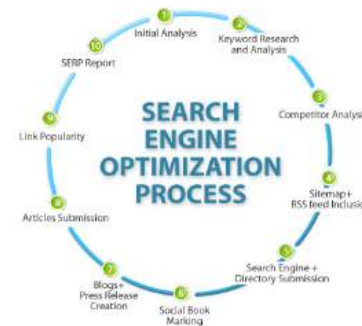 1
Initial Analysis
2
Keyword Research
and Analysis
3
Competitor Analysis
4
Sitemap+
RSS feed Inclusion
5
Search Engine +
Directory Submission
6
Social Book
Marking
7
Blogs+
Press Release
Creation
8
Articles Submission
9
Link Popularity
10
SERP Report
SEARCH
ENGINE
OPTIMIZATION
PROCESS